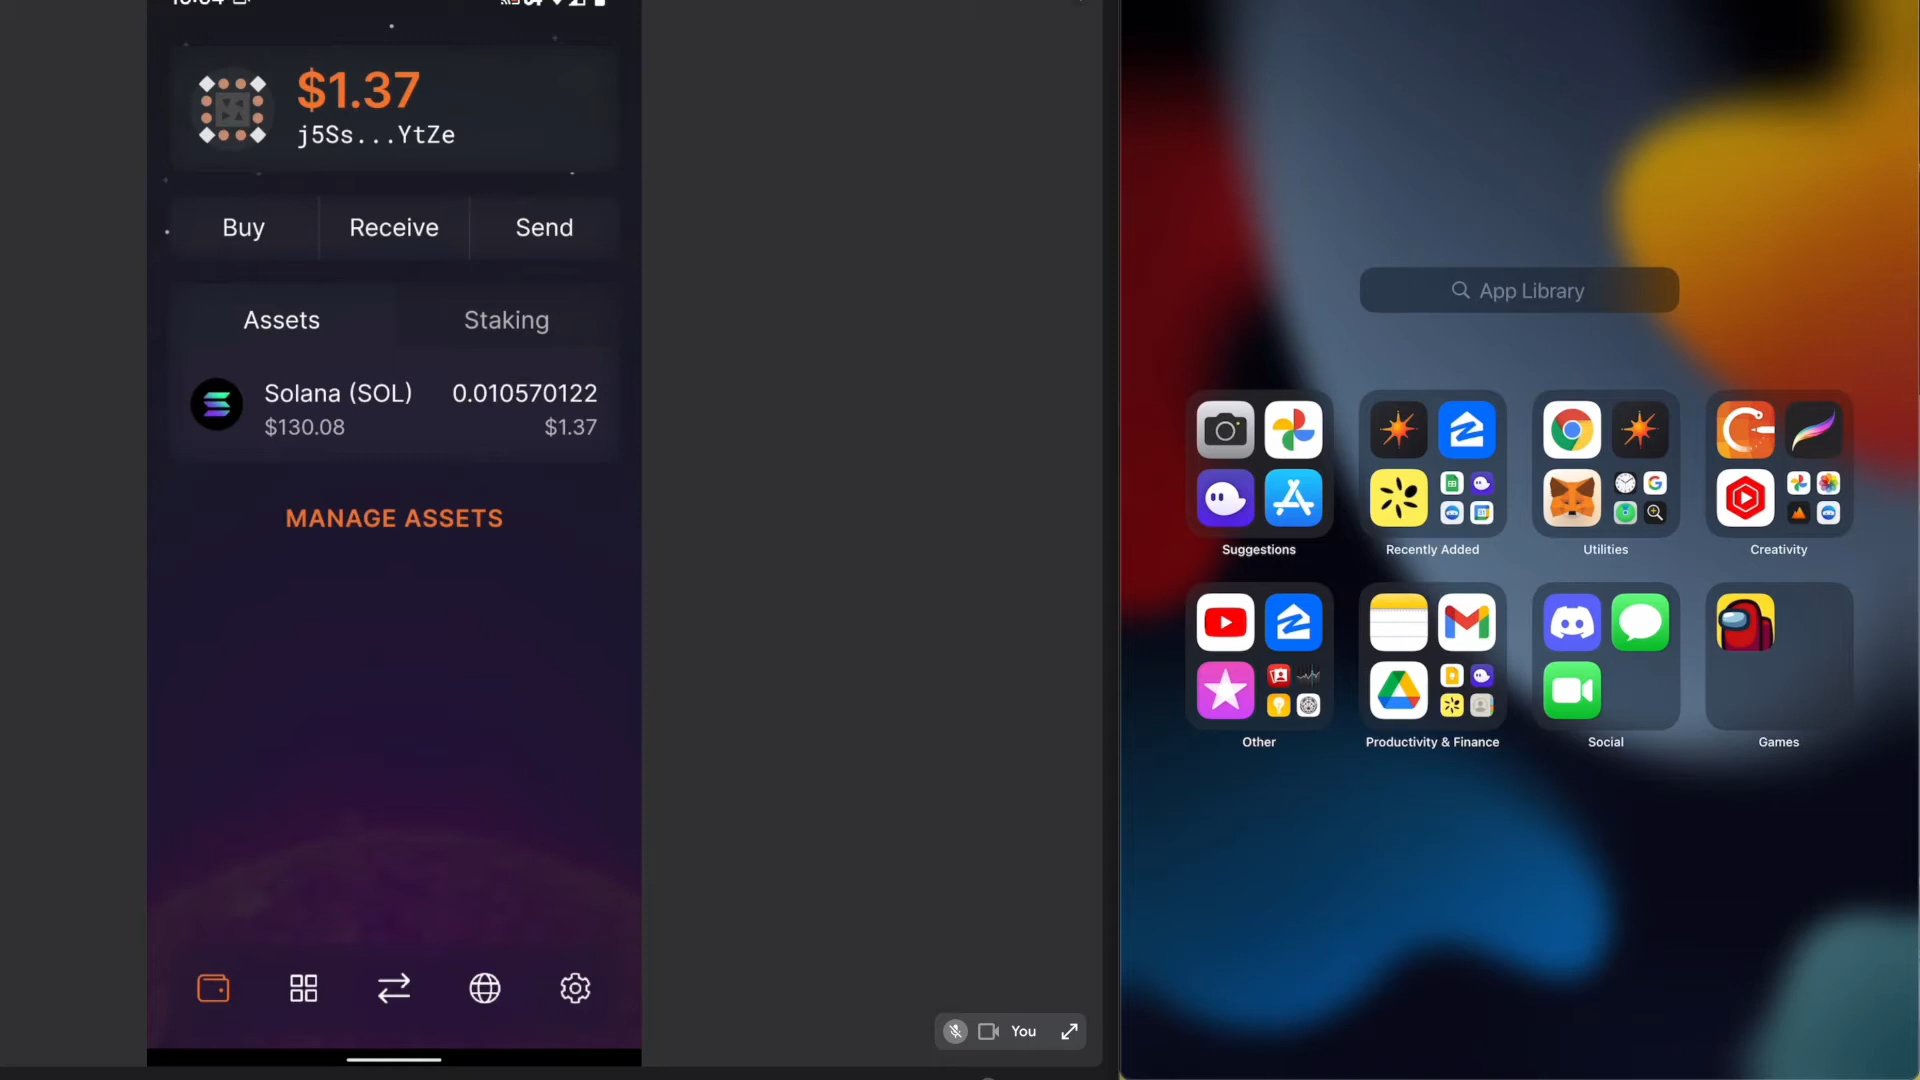 $1.37
j5Ss...YtZe
Buy
Receive
Send
Assets
Staking
Solana (SOL)
0.010570122
$130.08
$1.37
MANAGE ASSETS
You
App Library
Suggestions
Recently Added
Utilities
Creativity
Other
Productivity & Finance
Social
Games